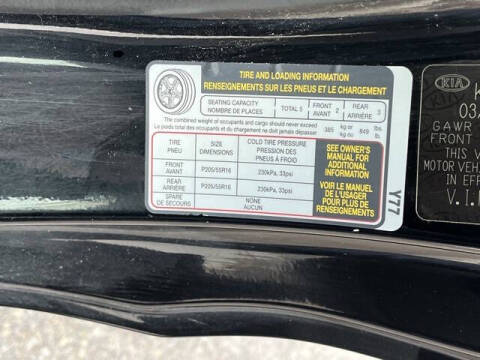 TIRE AND LOADING INFORMATION
RENSEIGNEMENTS SUR LES PNEUS ET LE CHARGEMENT
SEATING CAPACITY
NOMBRE DE PLACES
TOTAL 5
FRONT
AVANT 2
REAR
ARRIÈRE 3
The combined weight of occupants and cargo should never exceed
Le poids total des occupants et du chargement ne doit jamais dépasser
385 kg or
kg ou
849 lbs.
lb.
TIRE
PNEU
SIZE
DIMENSIONS
COLD TIRE PRESSURE
PRESSION DES
PNEUS À FROID
FRONT
AVANT
P205/55R16
230kPa, 33psi
REAR
ARRIÈRE
P205/55R16
230kPa, 33psi
SPARE
DE SECOURS
NONE
AUCUN
SEE OWNER'S
MANUAL FOR
ADDITIONAL
INFORMATION
VOIR LE MANUEL
DE L'USAGER
POUR PLUS DE
RENSEIGNEMENTS
Y77
KIA
K
03
GAWR
FRONT
THIS V
MOTOR VEH
IN EFF
V.I.